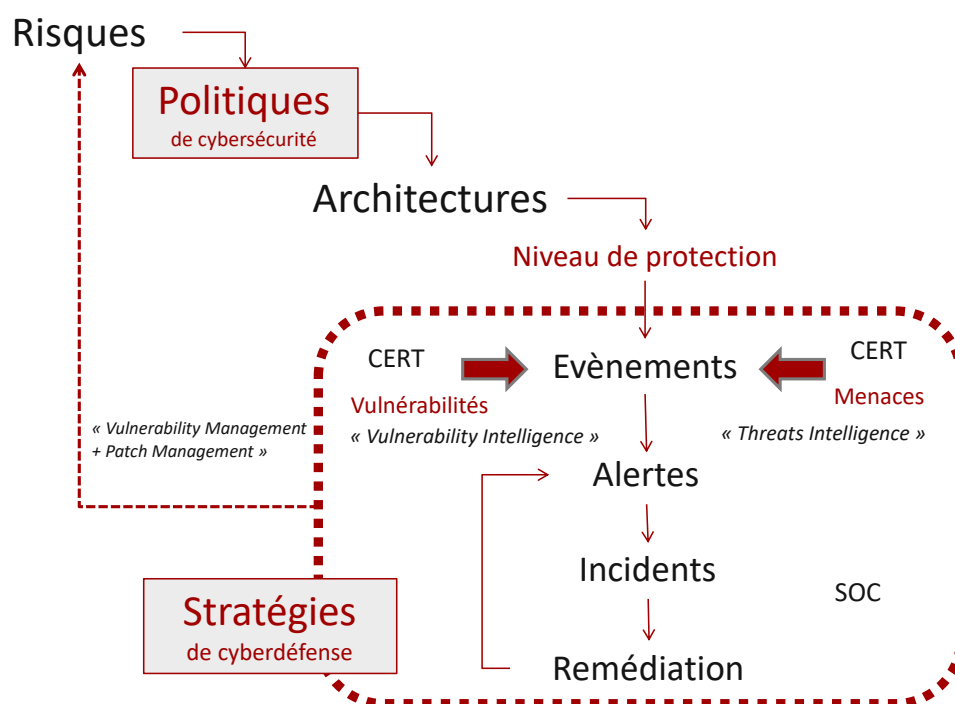 Risques
Politiques
de cybersécurité
Architectures
Niveau de protection
CERT
Evènements
CERT
Vulnérabilités
Menaces
« Vulnerability Management
+ Patch Management »
« Vulnerability Intelligence »
« Threats Intelligence »
Alertes
Incidents
SOC
Stratégies
de cyberdéfense
Remédiation